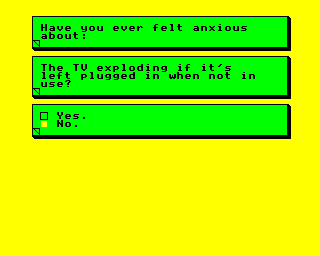 Have you ever felt anxious
about:
The TV exploding if it's
left plugged in when not in
use?
Yes.
No.